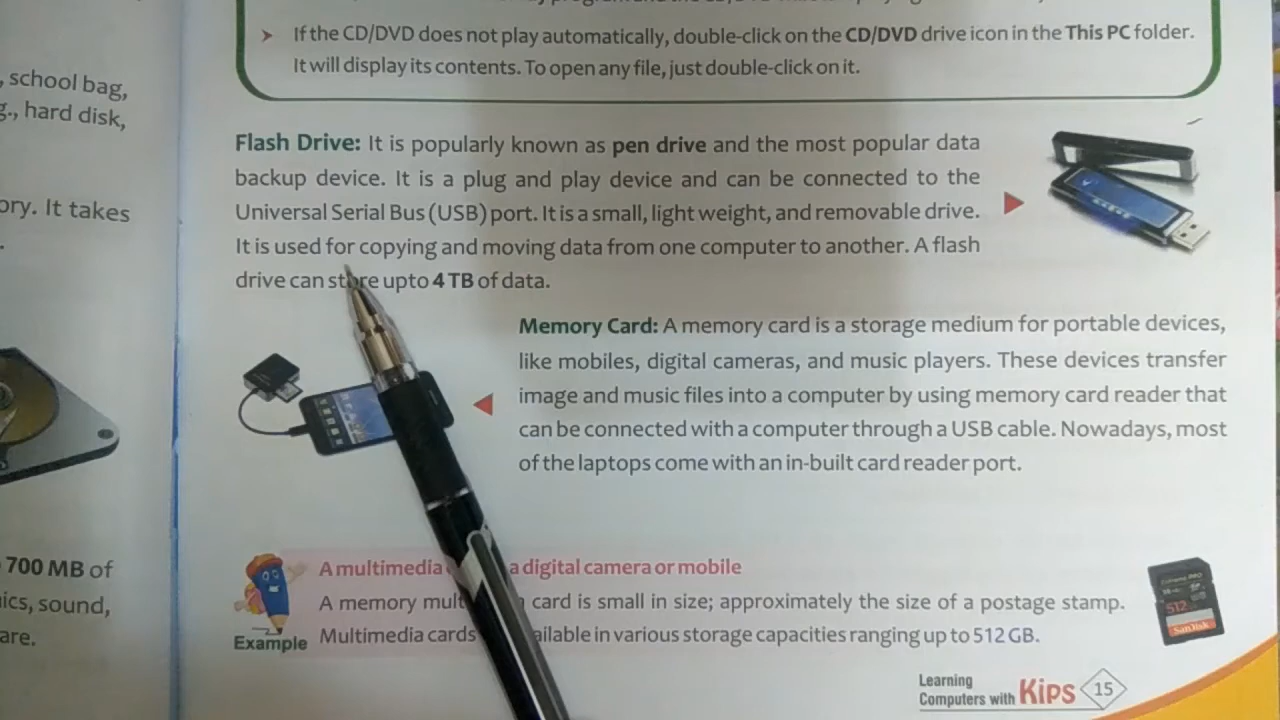 If the CD/DVD does not play automatically, double-click on the CD/DVD drive icon in the This PC folder.
It will display its contents. To open any file, just double-click on it.
, school bag,
g., hard disk,
ory. It takes
700 MB of
ics, sound,
are.
Flash Drive: It is popularly known as pen drive and the most popular data
backup device. It is a plug and play device and can be connected to the
Universal Serial Bus (USB) port. It is a small, light weight, and removable drive.
It is used for copying and moving data from one computer to another. A flash
drive can store upto 4 TB of data.
Memory Card: A memory card is a storage medium for portable devices,
like mobiles, digital cameras, and music players. These devices transfer
image and music files into a computer by using memory card reader that
can be connected with a computer through a USB cable. Nowadays, most
of the laptops come with an in-built card reader port.
A multimedia a digital camera or mobile
A memory card is small in size; approximately the size of a postage stamp.
Multimedia cards in various storage capacities ranging up to 512 GB.
Example
Extreme PRO
512
SanDisk
Learning
Computers with Kips 15